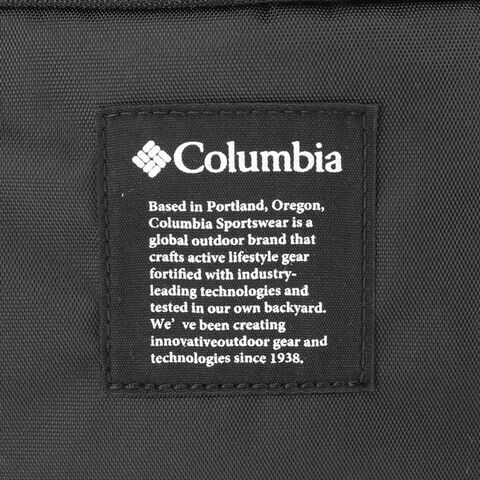 Columbia
Based in Portland, Oregon,
Columbia Sportswear is a
global outdoor brand that
crafts active lifestyle gear
fortified with industry-
leading technologies and
tested in our own backyard.
We’ ve been creating
innovativeoutdoor gear and
technologies since 1938.